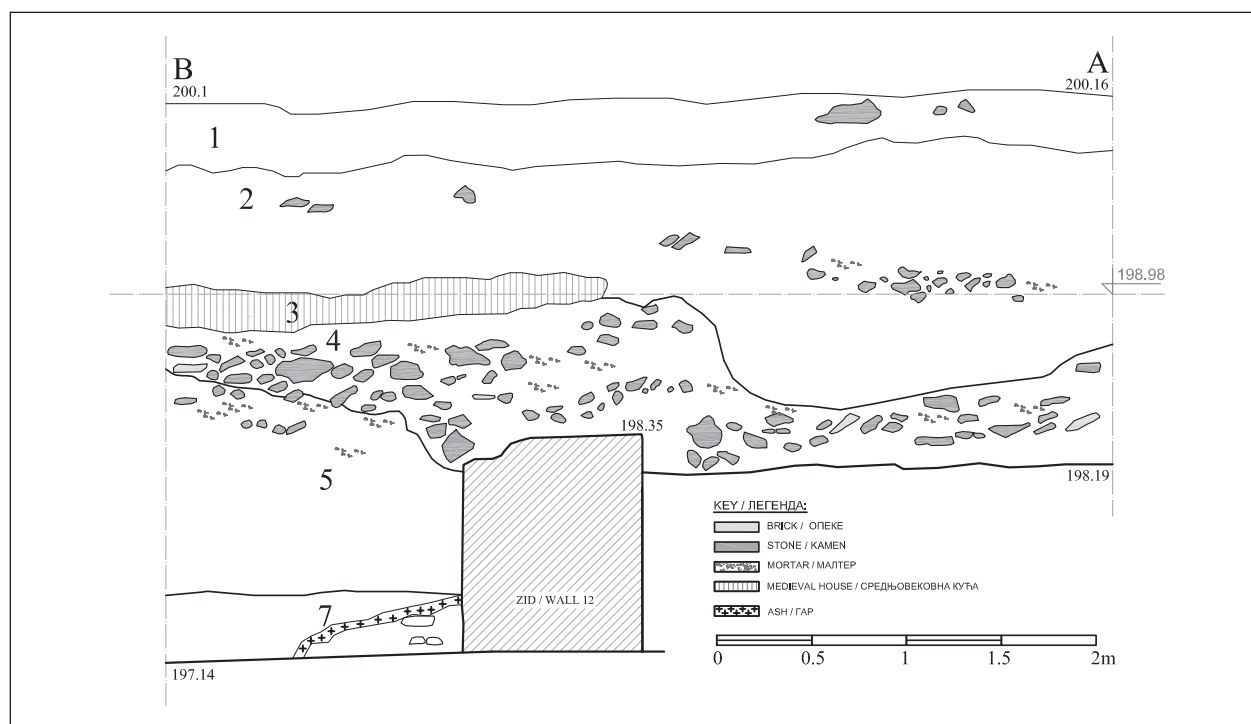 B
A
200.1
200.16
1
2
198.98
3
4
198.35
5
198.19
KEY / ЛЕГЕНДА:
BRICK / ОПЕКЕ
STONE / KAMEN
MORTAR / МАЛТЕР
MEDIEVAL HOUSE / СРЕДЊОВЕКОВНА КУЋА
ASH / ГАР
ZID / WALL 12
7
0 0.5 1 1.5 2m
197.14